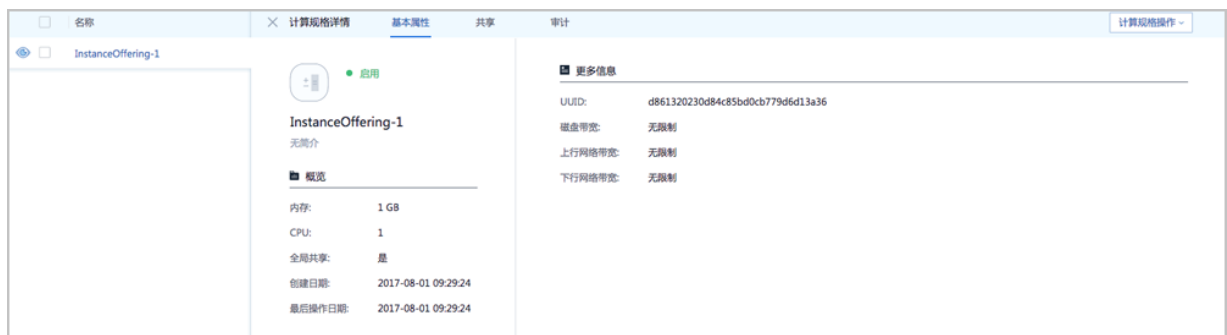 名称
InstanceOffering-1
计算规格详情 基本属性 共享 审计 计算规格操作
启用
InstanceOffering-1
无简介
概览
内存: 1 GB
CPU: 1
全局共享: 是
创建日期: 2017-08-01 09:29:24
最后操作日期: 2017-08-01 09:29:24
更多信息
UUID: d861320230d84c85bd0cb779d6d13a36
磁盘带宽: 无限制
上行网络带宽: 无限制
下行网络带宽: 无限制